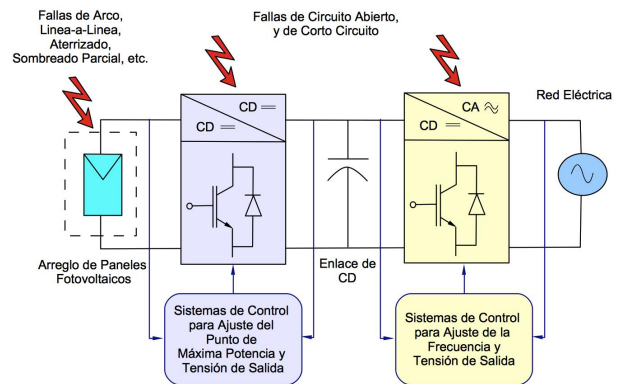 Fallas de Arco,
Linea-a-Linea,
Aterrizado,
Sombreado Parcial, etc.
Fallas de Circuito Abierto,
y de Corto Circuito
CD
CD
CA
CD
Red Eléctrica
Arreglo de Paneles
Fotovoltaicos
Enlace de
CD
Sistemas de Control
para Ajuste del
Punto de
Máxima Potencia y
Tensión de Salida
Sistemas de Control
para Ajuste de la
Frecuencia y
Tensión de Salida